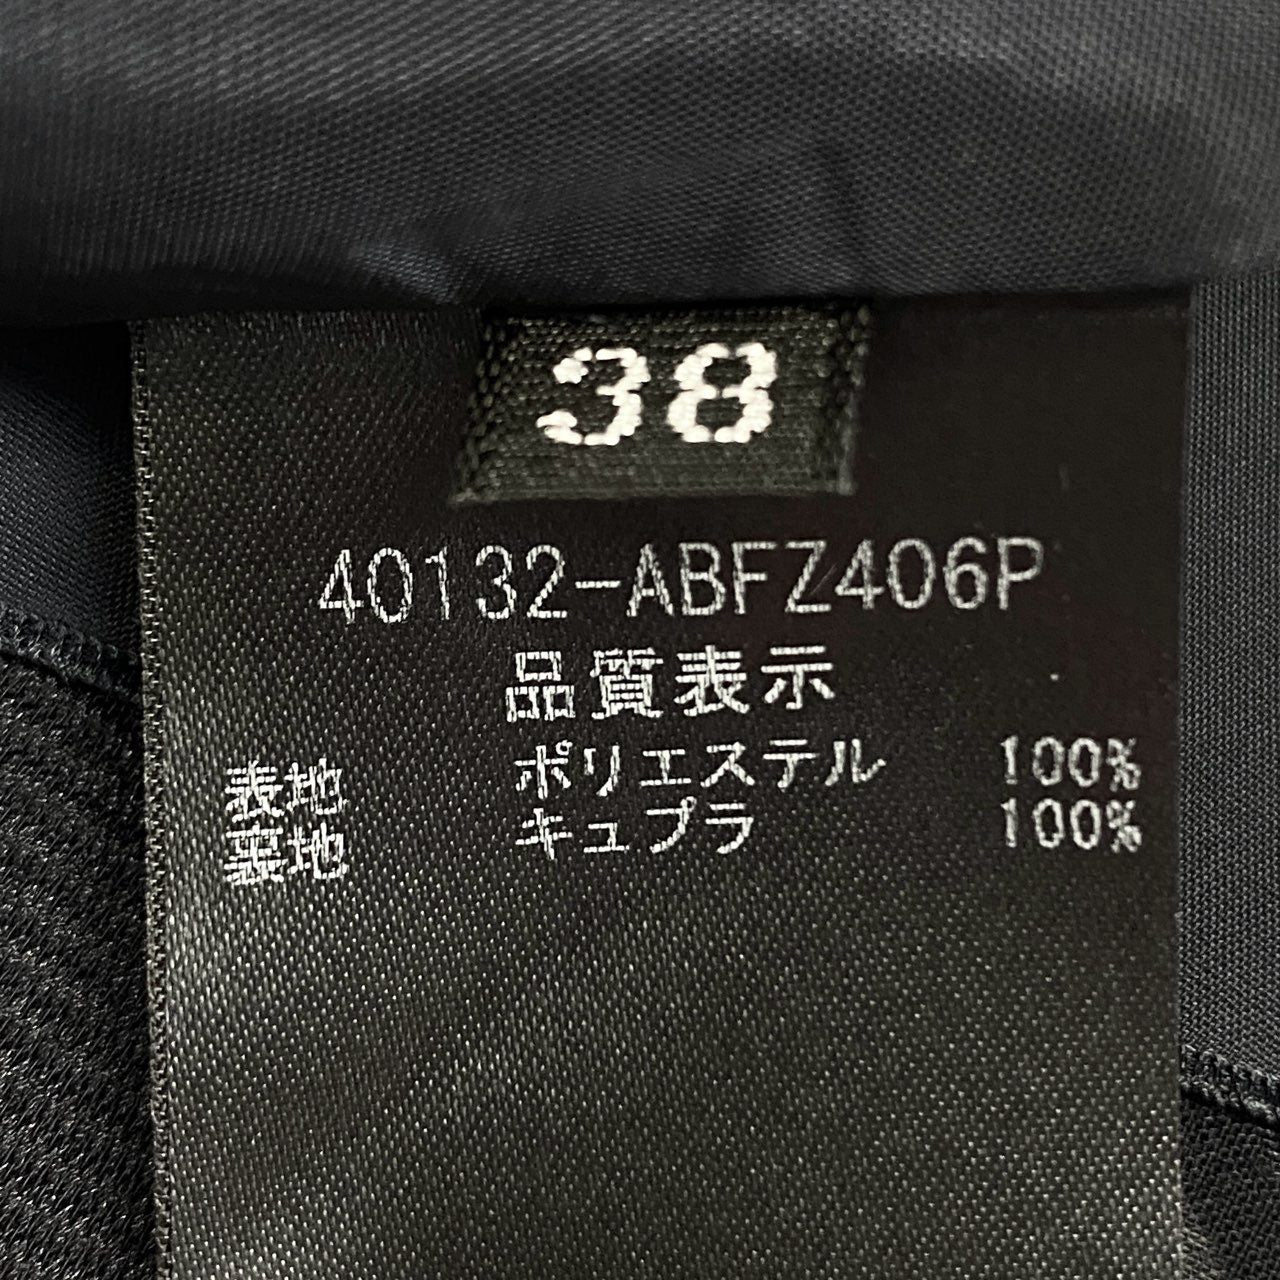 38
40132-ABFZ406P
品質表示
表地 ポリエステル 100%
裏地 キュプラ 100%